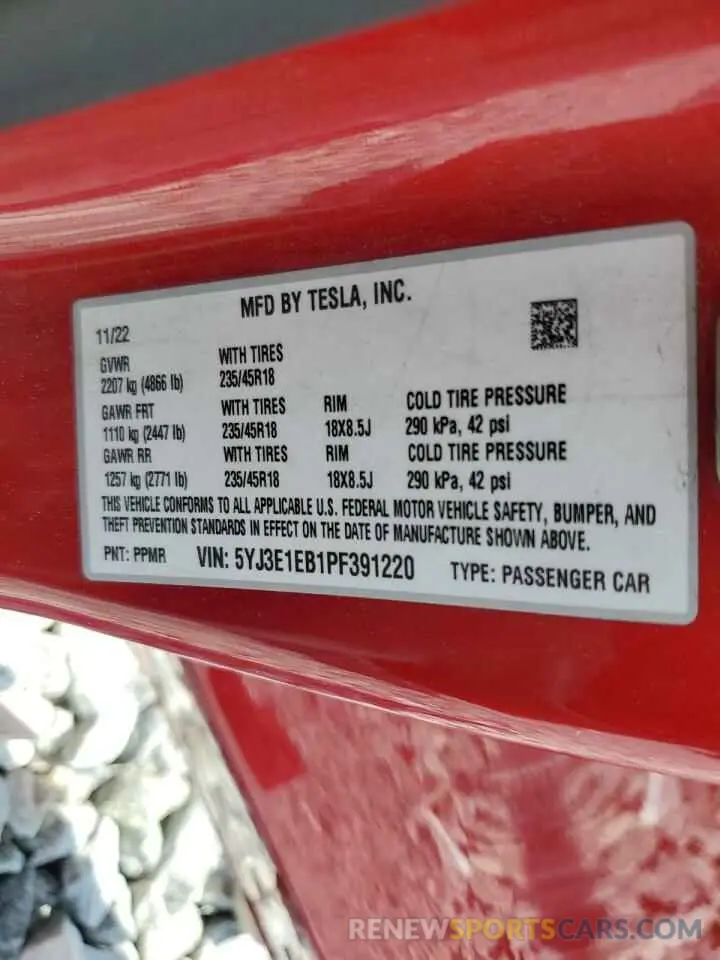 MFD BY TESLA, INC.
11/22
GVWR WITH TIRES
2207 kg (4866 lb) 235/45R18
GAWR FRT WITH TIRES RIM COLD TIRE PRESSURE
1110 kg (2447 lb) 235/45R18 18X8.5J 290 kPa, 42 psi
GAWR RR WITH TIRES RIM COLD TIRE PRESSURE
1257 kg (2771 lb) 235/45R18 18X8.5J 290 kPa, 42 psi
THIS VEHICLE CONFORMS TO ALL APPLICABLE U.S. FEDERAL MOTOR VEHICLE SAFETY, BUMPER, AND
THEFT PREVENTION STANDARDS IN EFFECT ON THE DATE OF MANUFACTURE SHOWN ABOVE.
PNT: PPMR VIN: 5YJ3E1EB1PF391220 TYPE: PASSENGER CAR
RENEWSPORTSCARS.COM